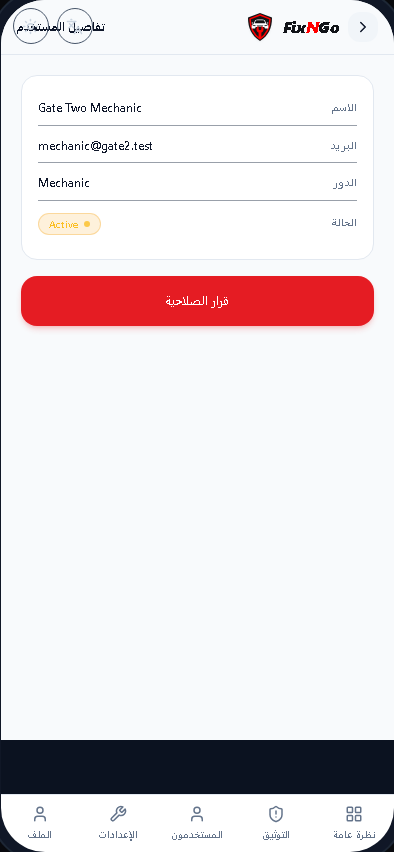 FixNGo
تفاصيل المستخدم
الاسم Gate Two Mechanic
البريد mechanic@gate2.test
الدور Mechanic
الحالة Active
قرار الصلاحية
نظرة عامة
التوثيق
المستخدمون
الإعدادات
الملف